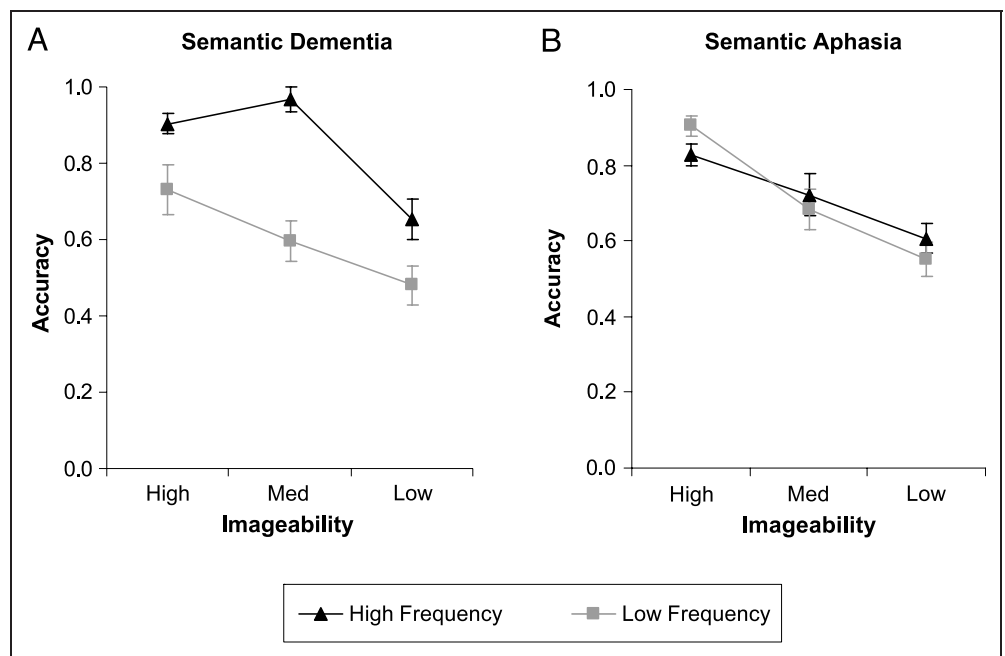 A
Semantic Dementia
1.0
0.8
0.6
0.4
0.2
0.0
Accuracy
High Med Low
Imageability
B
Semantic Aphasia
1.0
0.8
0.6
0.4
0.2
0.0
Accuracy
High Med Low
Imageability
High Frequency Low Frequency